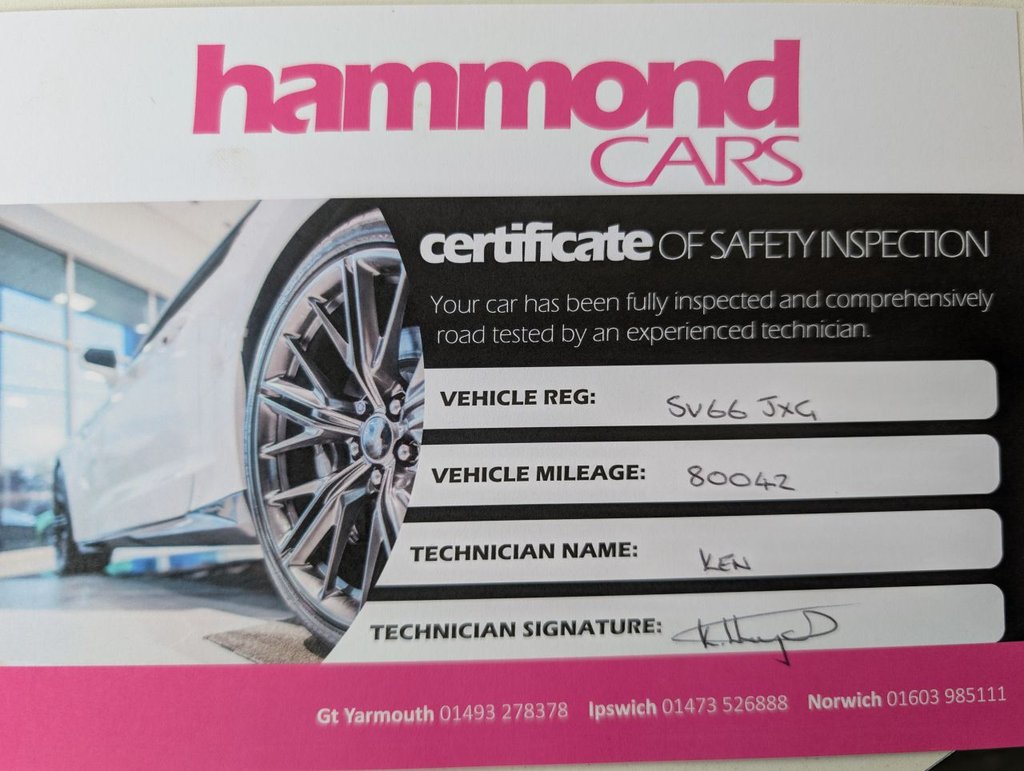 hammond
CARS
certificate OF SAFETY INSPECTION
Your car has been fully inspected and comprehensively
road tested by an experienced technician.
VEHICLE REG: SV66 JXG
VEHICLE MILEAGE: 80042
TECHNICIAN NAME: KEN
TECHNICIAN SIGNATURE:
Gt Yarmouth 01493 278378 Ipswich 01473 526888 Norwich 01603 985111